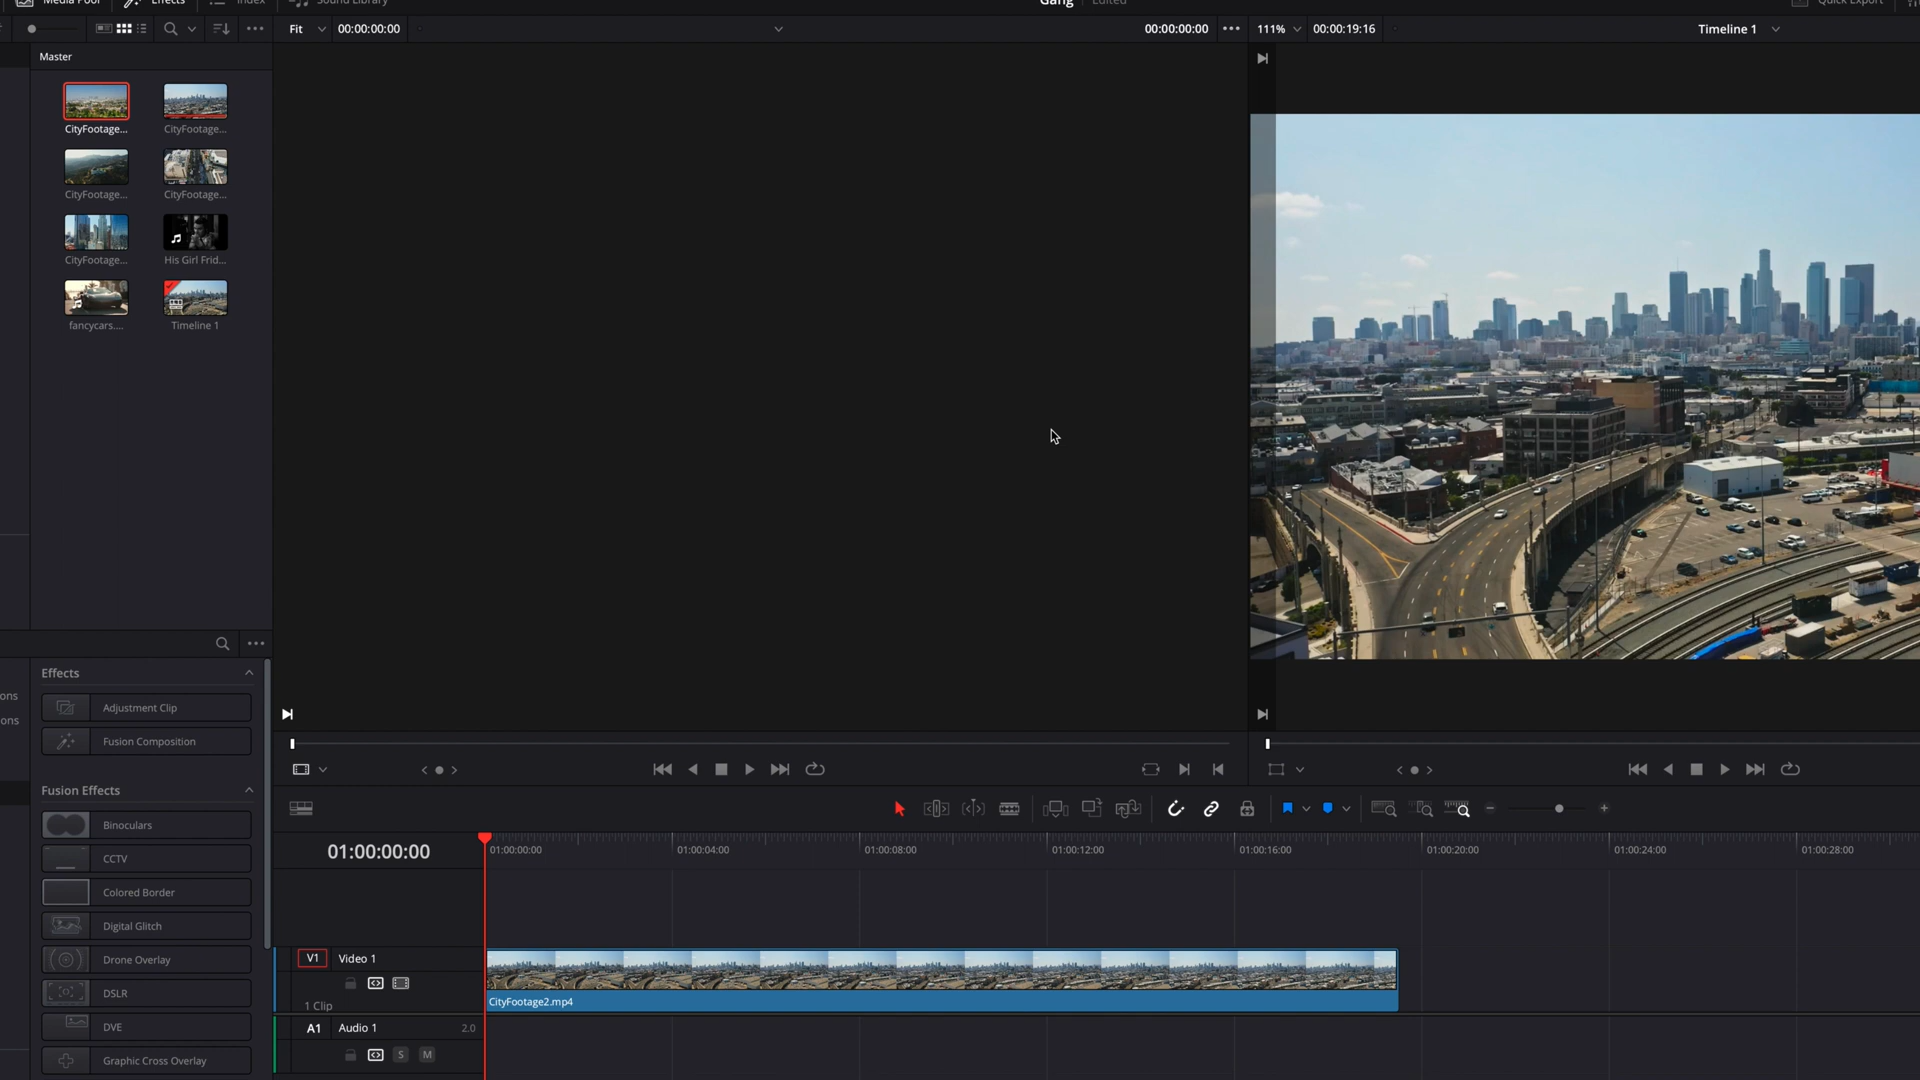 Media Pool Effects Index Sound Library Gang Edited Quick Export
Fit 00:00:00:00 00:00:00:00 111% 00:00:19:16 Timeline 1
Master
CityFootage... CityFootage...
CityFootage... CityFootage...
CityFootage... His Girl Frid...
fancycars.... Timeline 1
Effects
ons
Adjustment Clip
ons
Fusion Composition
Fusion Effects
Binoculars
CCTV
Colored Border
Digital Glitch
Drone Overlay
DSLR
DVE
Graphic Cross Overlay
01:00:00:00
01:00:00:00 01:00:04:00 01:00:08:00 01:00:12:00 01:00:16:00 01:00:20:00 01:00:24:00 01:00:28:00
V1 Video 1
1 Clip
CityFootage2.mp4
A1 Audio 1 2.0
S M